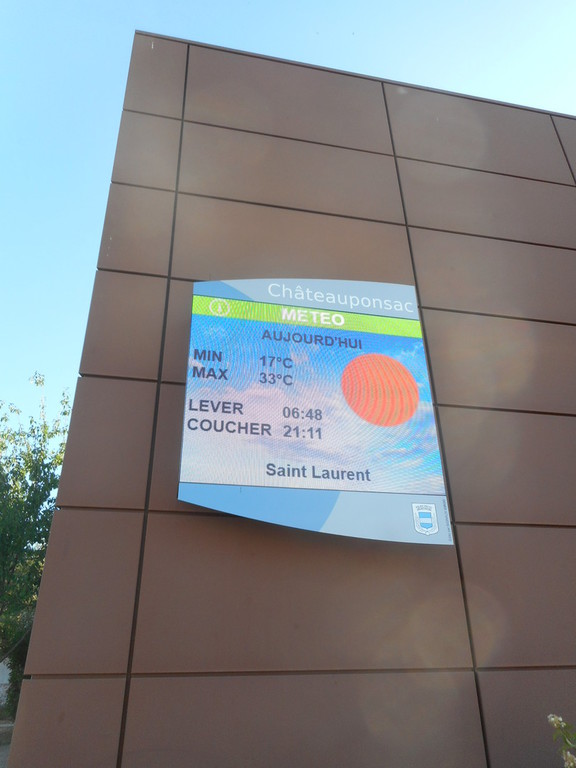 Châteauponsac
METEO
AUJOURD'HUI
MIN 17°C
MAX 33°C
LEVER 06:48
COUCHER 21:11
Saint Laurent